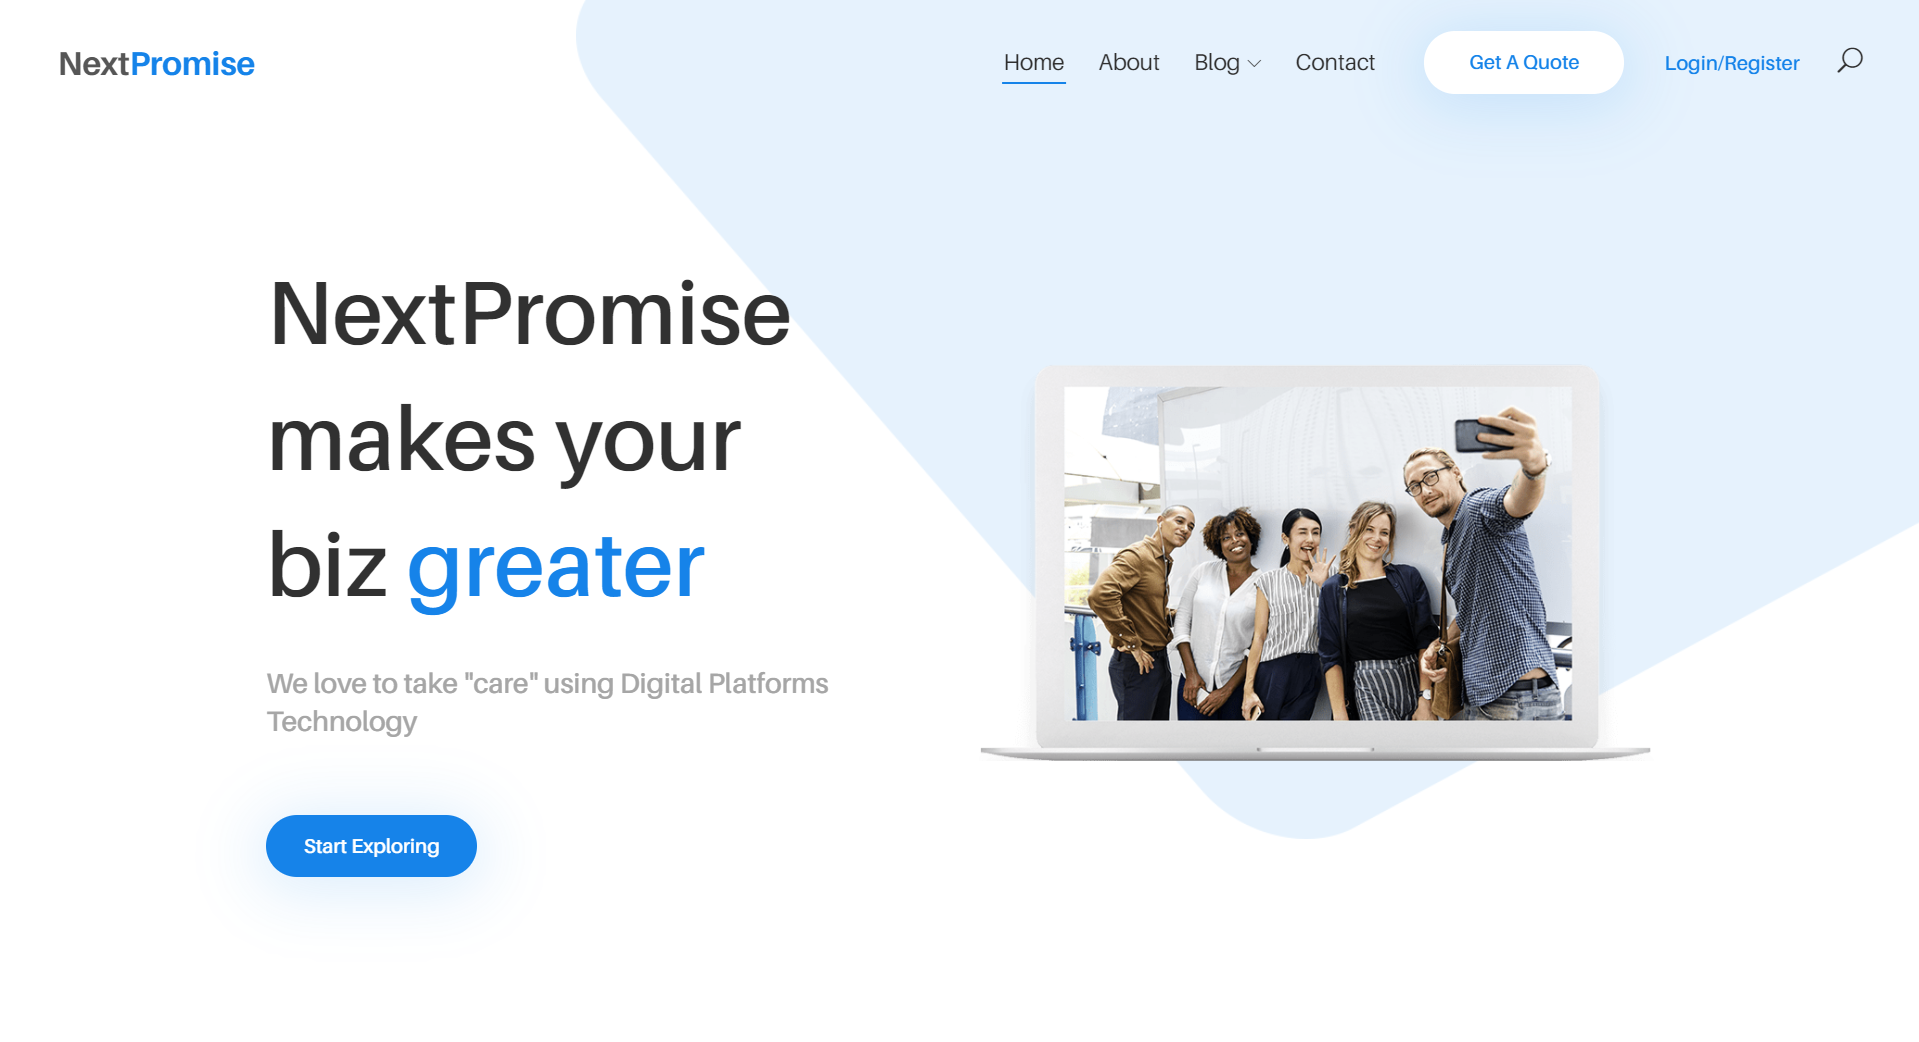 NextPromise
Home About Blog Contact Get A Quote Login/Register
NextPromise
makes your
biz greater
We love to take "care" using Digital Platforms
Technology
Start Exploring